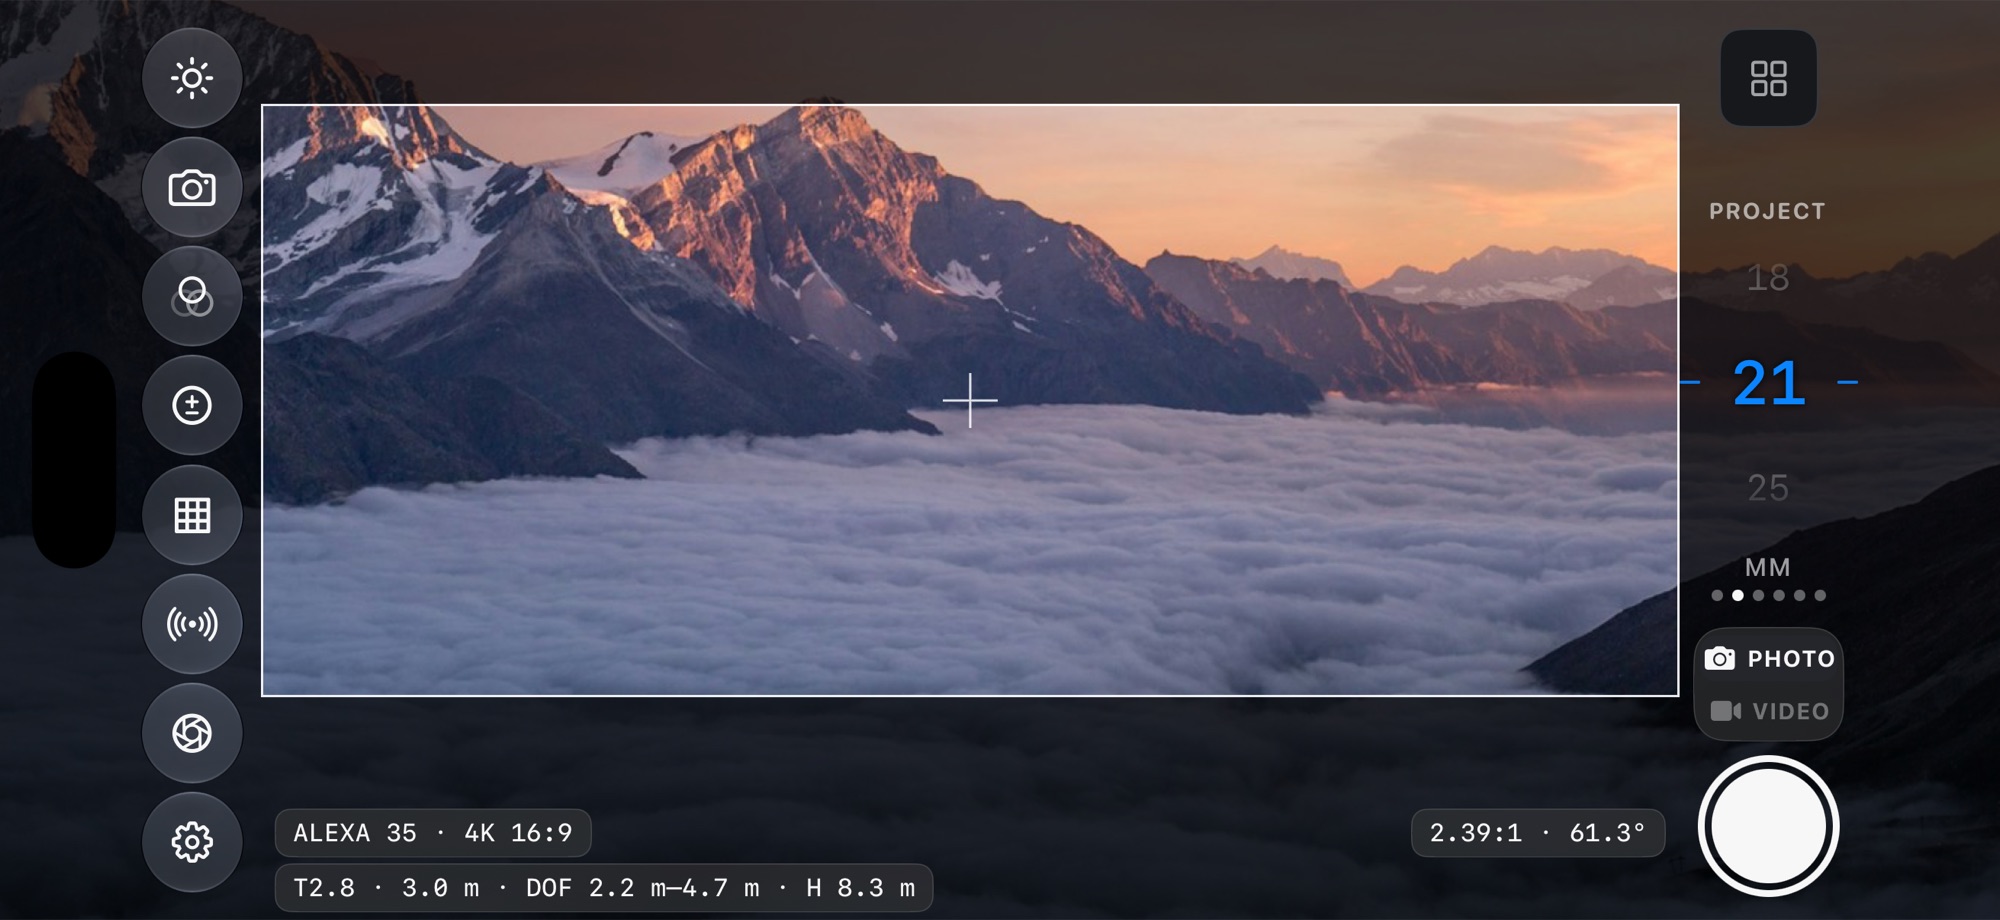 PROJECT
18
21
25
MM
PHOTO
VIDEO
ALEXA 35 · 4K 16:9
2.39:1 · 61.3°
T2.8 · 3.0 m · DOF 2.2 m–4.7 m · H 8.3 m